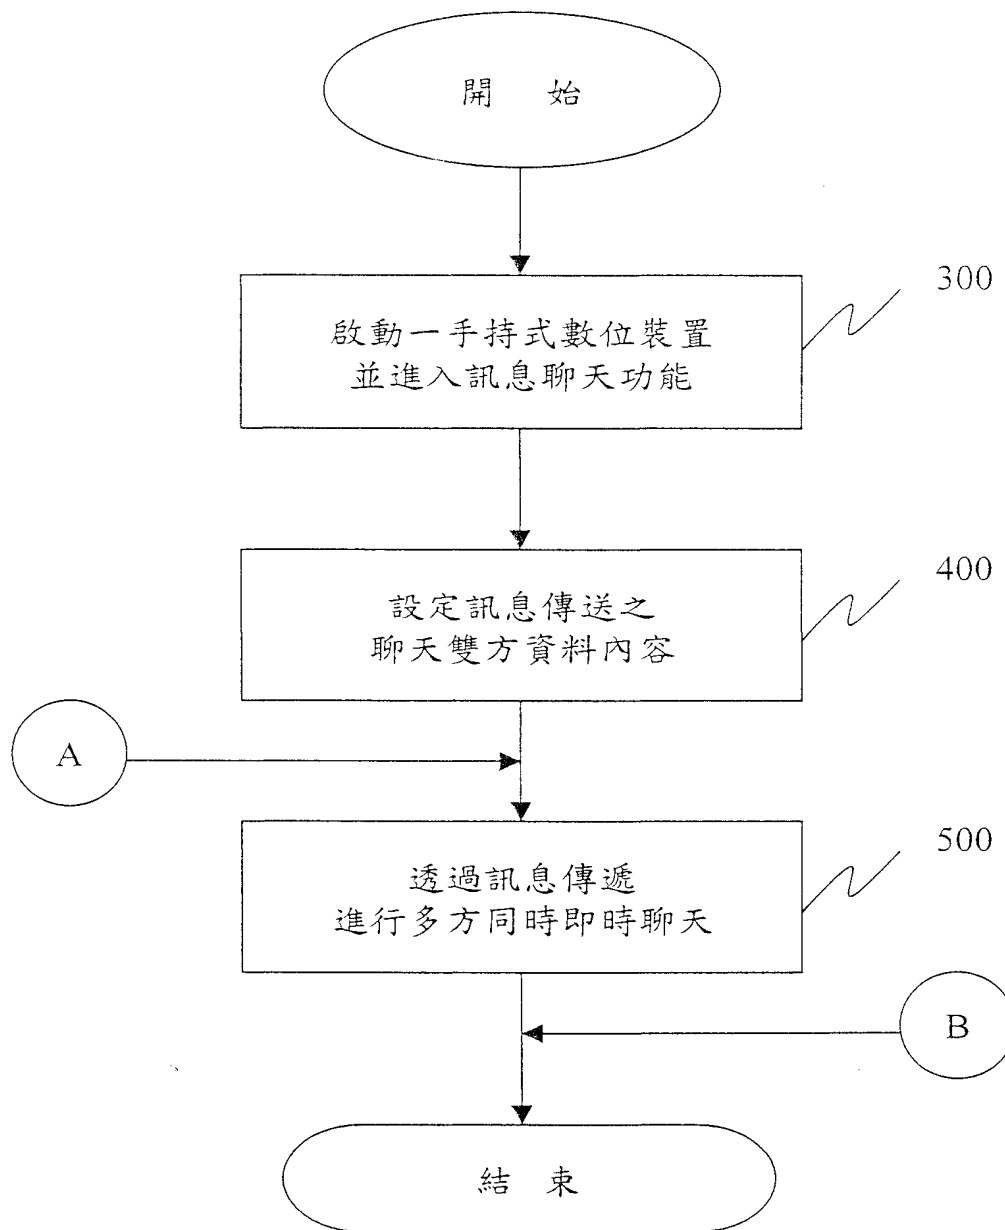 開 始
300
啟動一手持式數位裝置
並進入訊息聊天功能
400
設定訊息傳送之
聊天雙方資料內容
A
500
透過訊息傳遞
進行多方同時即時聊天
B
結 束